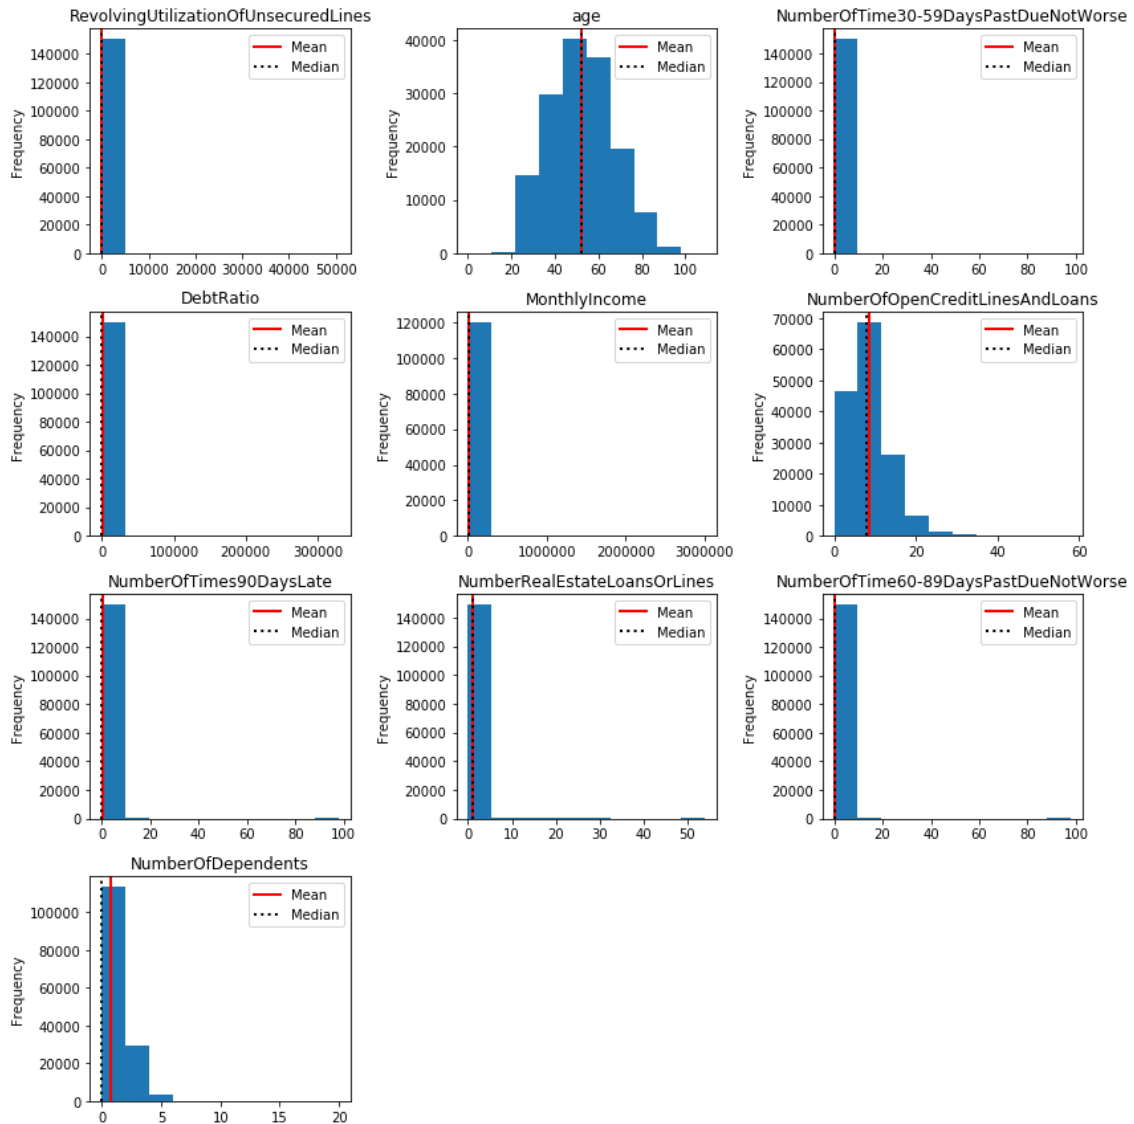 RevolvingUtilizationOfUnsecuredLines
Frequency
140000
120000
100000
80000
60000
40000
20000
0
0 10000 20000 30000 40000 50000
Mean
Median
age
Frequency
40000
30000
20000
10000
0
0 20 40 60 80 100
Mean
Median
NumberOfTime30-59DaysPastDueNotWorse
Frequency
140000
120000
100000
80000
60000
40000
20000
0
0 20 40 60 80 100
Mean
Median
DebtRatio
Frequency
140000
120000
100000
80000
60000
40000
20000
0
0 100000 200000 300000
Mean
Median
MonthlyIncome
Frequency
120000
100000
80000
60000
40000
20000
0
0 1000000 2000000 3000000
Mean
Median
NumberOfOpenCreditLinesAndLoans
Frequency
70000
60000
50000
40000
30000
20000
10000
0
0 20 40 60
Mean
Median
NumberOfTimes90DaysLate
Frequency
140000
120000
100000
80000
60000
40000
20000
0
0 20 40 60 80 100
Mean
Median
NumberRealEstateLoansOrLines
Frequency
140000
120000
100000
80000
60000
40000
20000
0
0 10 20 30 40 50
Mean
Median
NumberOfTime60-89DaysPastDueNotWorse
Frequency
140000
120000
100000
80000
60000
40000
20000
0
0 20 40 60 80 100
Mean
Median
NumberOfDependents
Frequency
100000
80000
60000
40000
20000
0
0 5 10 15 20
Mean
Median